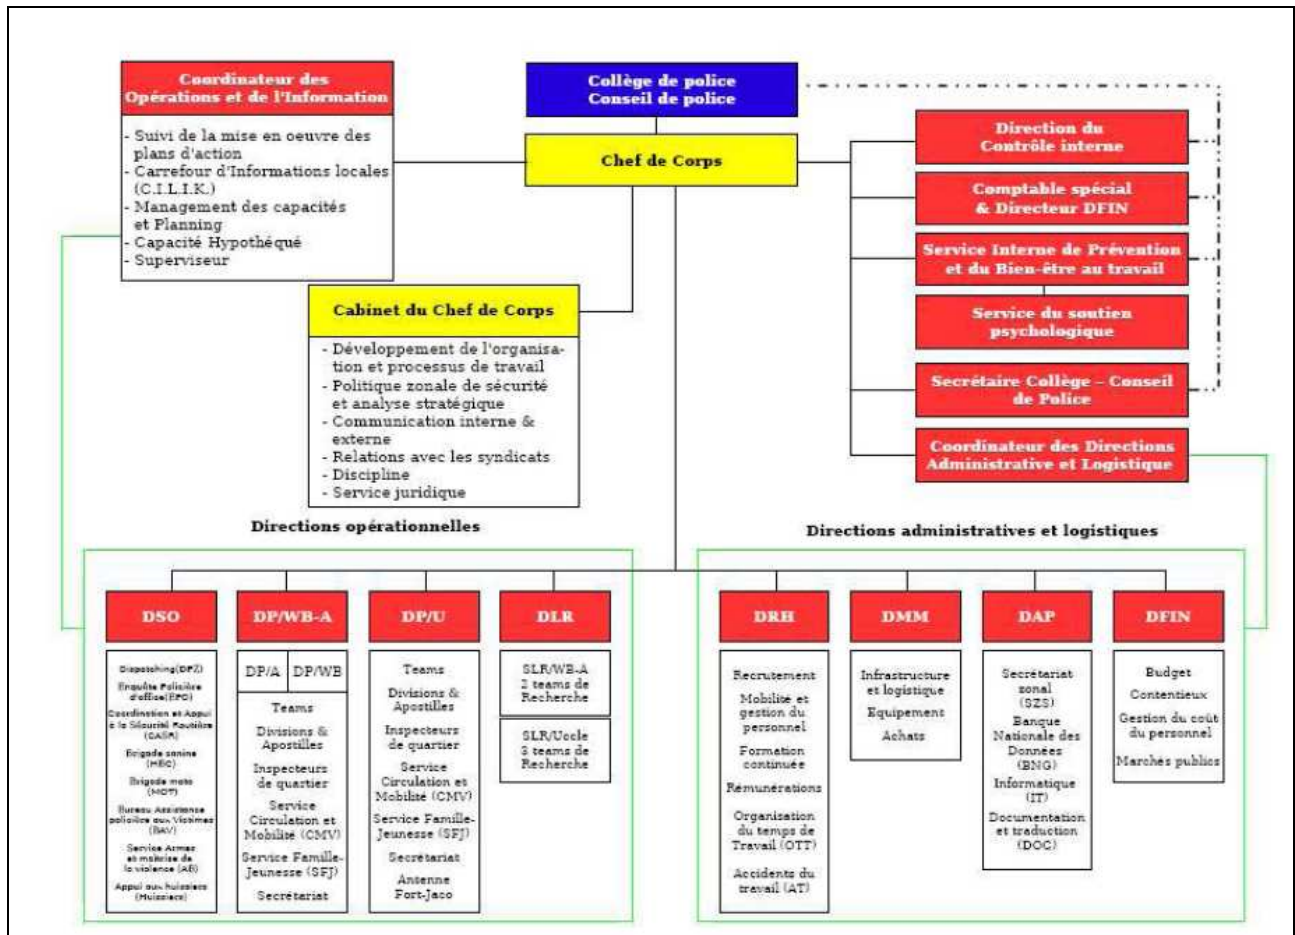 Coordinateur des
Opérations et de l'Information
- Suivi de la mise en oeuvre des
plans d'action
- Carrefour d'Informations locales
(C.I.L.I.K.)
- Management des capacités
et Planning
- Capacité Hypothéqué
- Superviseur
Collège de police
Conseil de police
Chef de Corps
Cabinet du Chef de Corps
- Développement de l'organisa-
tion et processus de travail
- Politique zonale de sécurité
et analyse stratégique
- Communication interne &
externe
- Relations avec les syndicats
- Discipline
- Service juridique
Direction du
Contrôle interne
Comptable spécial
& Directeur DFIN
Service Interne de Prévention
et du Bien-être au travail
Service du soutien
psychologique
Secrétaire Collège – Conseil
de Police
Coordinateur des Directions
Administrative et Logistique
Directions opérationnelles
DSO
Dispatching(DPZ)
Enquête Policière
d'office(EPO)
Coordination et Appui
à la Sécurité Routière
(CASR)
Brigade canine
Brigade moto
(MOT)
Bureau Assistance
policière aux Victimes
(BAV)
Service Armes
et maîtrise de
la violence
Appui aux huissiers
(Huissiers)
DP/WB-A
DP/A
DP/WB
Teams
Divisions &
Apostilles
Inspecteurs
de quartier
Service
Circulation et
Mobilité (CMV)
Service Famille-
Jeunesse (SFJ)
Secrétariat
DP/U
Teams
Divisions &
Apostilles
Inspecteurs
de quartier
Service
Circulation et
Mobilité (CMV)
Service Famille-
Jeunesse (SFJ)
Secrétariat
Antenne
Fort-Jaco
DLR
SLR/WB-A
2 teams de
Recherche
SLR/Uccle
3 teams de
Recherche
Directions administratives et logistiques
DRH
Recrutement
Mobilité et
gestion du
personnel
Formation
continuée
Rémunérations
Organisation
du temps de
Travail (OTT)
Accidents du
travail (AT)
DMM
Infrastructure
et logistique
Equipement
Achats
DAP
Secrétariat
zonal
(SZS)
Banque
Nationale des
Données
(BNG)
Informatique
(IT)
Documentation
et traduction
(DOC)
DFIN
Budget
Contentieux
Gestion du coût
du personnel
Marchés publics